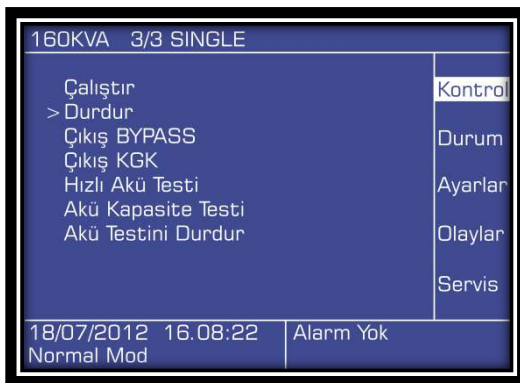 160KVA 3/3 SINGLE
Çalıştır
>Durdur
Çıkış BYPASS
Çıkış KGK
Hızlı Akü Testi
Akü Kapasite Testi
Akü Testini Durdur
Kontrol
Durum
Ayarlar
Olaylar
Servis
18/07/2012 16.08:22
Normal Mod
Alarm Yok